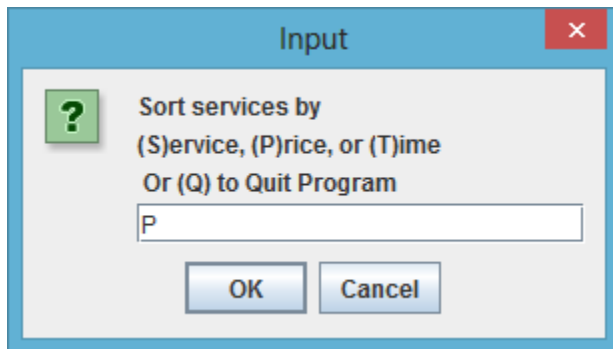 Input
×
?
Sort services by
(S)ervice, (P)rice, or (T)ime
Or (Q) to Quit Program
P
OK Cancel